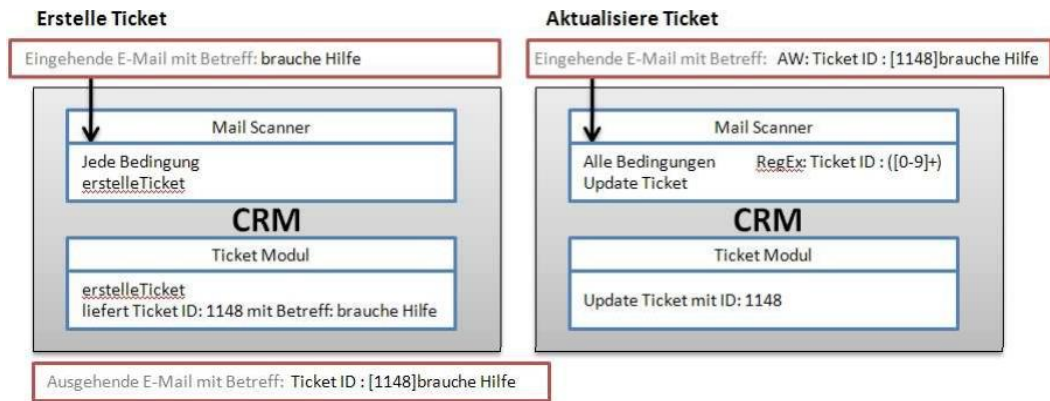 Erstelle Ticket
Eingehende E-Mail mit Betreff: brauche Hilfe
Mail Scanner
Jede Bedingung
erstelleTicket
CRM
Ticket Modul
erstelleTicket
liefert Ticket ID: 1148 mit Betreff: brauche Hilfe
Ausgehende E-Mail mit Betreff: Ticket ID : [1148]brauche Hilfe
Aktualisiere Ticket
Eingehende E-Mail mit Betreff: AW: Ticket ID : [1148]brauche Hilfe
Mail Scanner
Alle Bedingungen RegEx: Ticket ID : ([0-9]+)
Update Ticket
CRM
Ticket Modul
Update Ticket mit ID: 1148